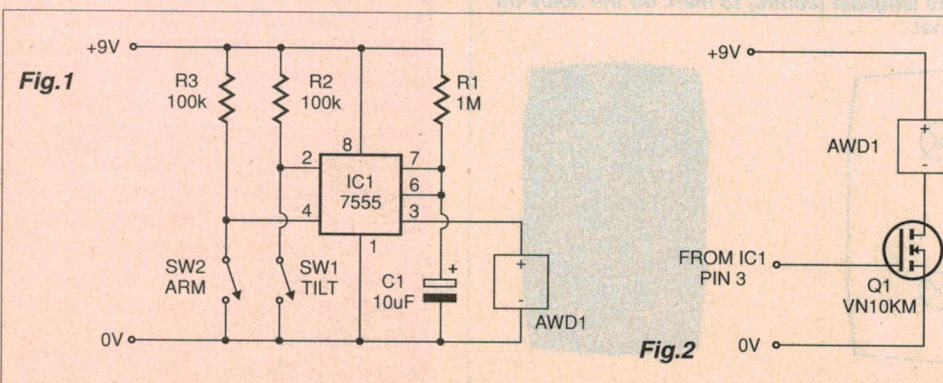 +9V
Fig.1
R3
100k
R2
100k
R1
1M
8
2
7
IC1
7555
6
4
3
1
SW2
ARM
SW1
TILT
C1
10uF
+
+
-
AWD1
0V
+9V
AWD1
+
-
FROM IC1
PIN 3
Q1
VN10KM
0V
Fig.2